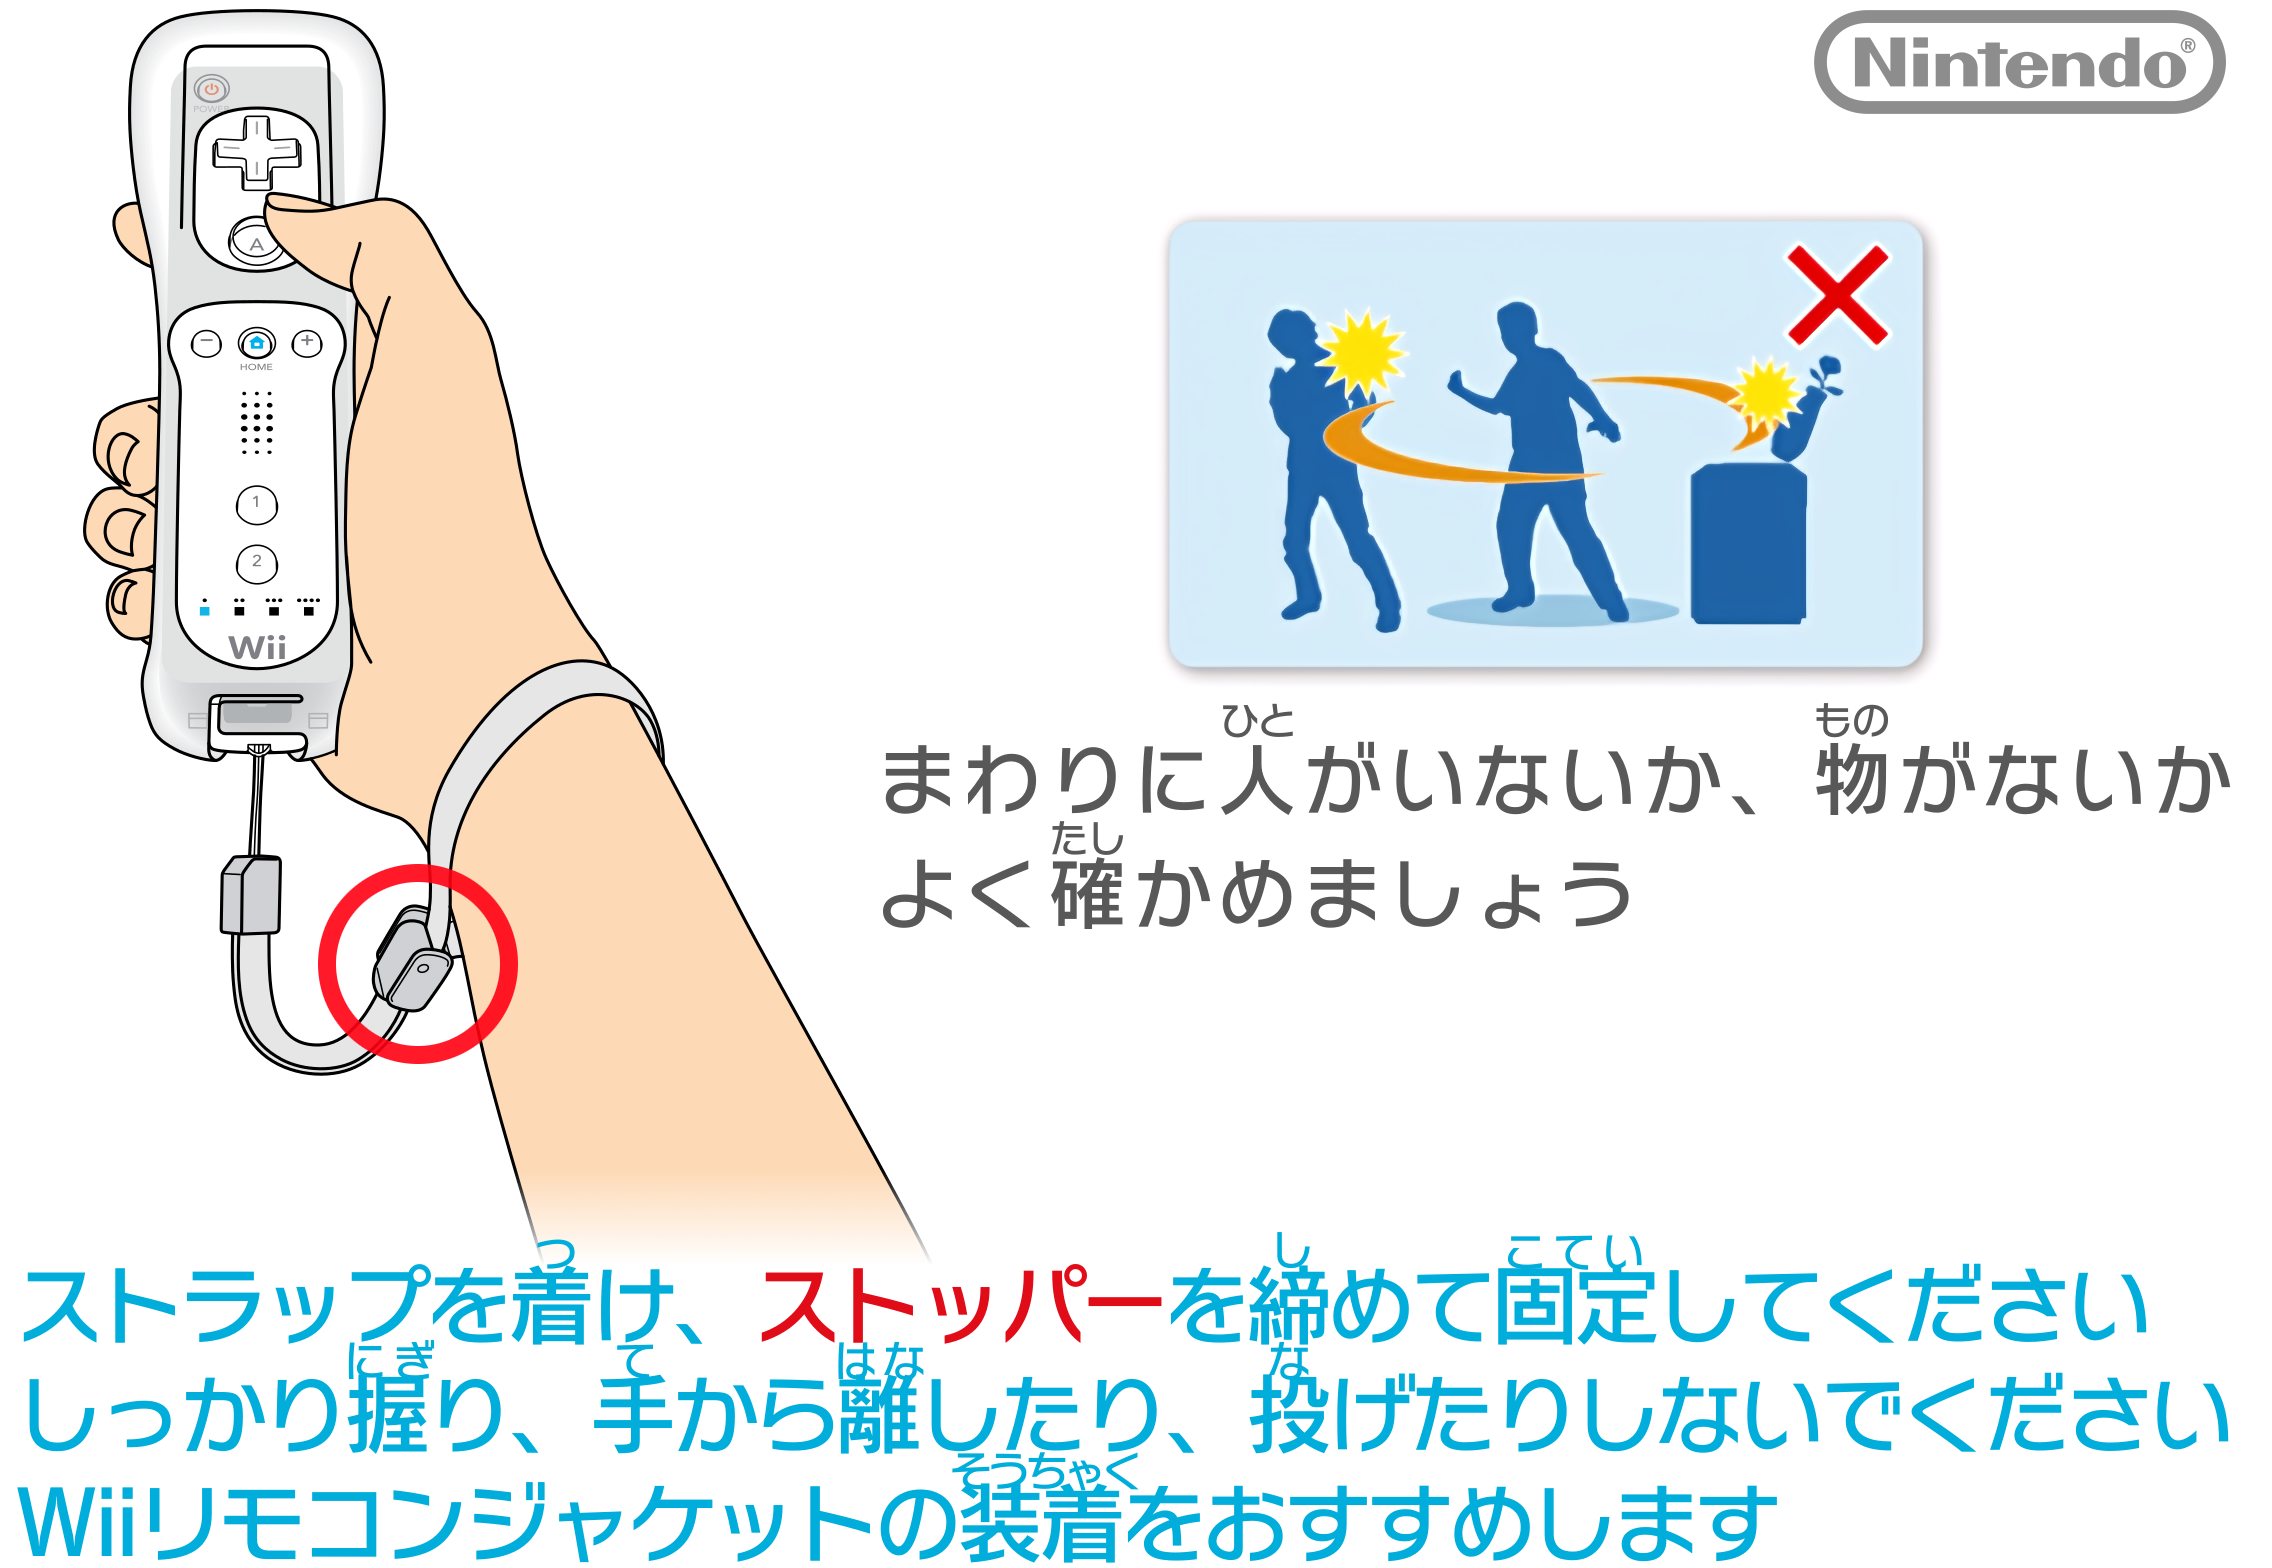 Nintendo®
POWER
A
HOME
1
2
Wii
まわりに人がいないか、物がないか
よく確かめましょう
ストラップを着け、ストッパーを締めて固定してください
しっかり握り、手から離したり、投げたりしないでください
Wiiリモコンジャケットの装着をおすすめします
ひと
もの
たし
つ
し
こてい
にぎ
て
はな
な
そうちゃく